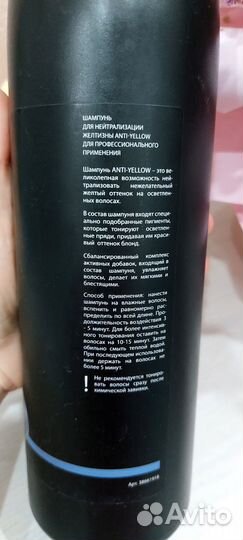 ШАМПУНЬ
ДЛЯ НЕЙТРАЛИЗАЦИИ
ЖЕЛТИЗНЫ ANTI-YELLOW
ДЛЯ ПРОФЕССИОНАЛЬНОГО
ПРИМЕНЕНИЯ
Шампунь ANTI-YELLOW – это ве-
ликолепная возможность ней-
трализовать нежелательный
желтый оттенок на осветлен-
ных волосах.
В состав шампуня входят специ-
ально подобранные пигменты,
которые тонируют осветлен-
ные пряди, придавая им краси-
вый оттенок блонд.
Сбалансированный комплекс
активных добавок, входящий в
состав шампуня, увлажняет
волосы, делает их мягкими и
блестящими.
Способ применения: нанести
шампунь на влажные волосы,
вспенить и равномерно рас-
пределить по всей длине. Про-
должительность воздействия 3
- 5 минут. Для более интенсив-
ного тонирования оставить на
волосах на 10-15 минут. Затем
обильно смыть теплой водой.
При последующем использова-
нии держать на волосах не
более 5 минут.
! Не рекомендуется тониро-
вать волосы сразу после
химической завивки.
Арт.
Avito